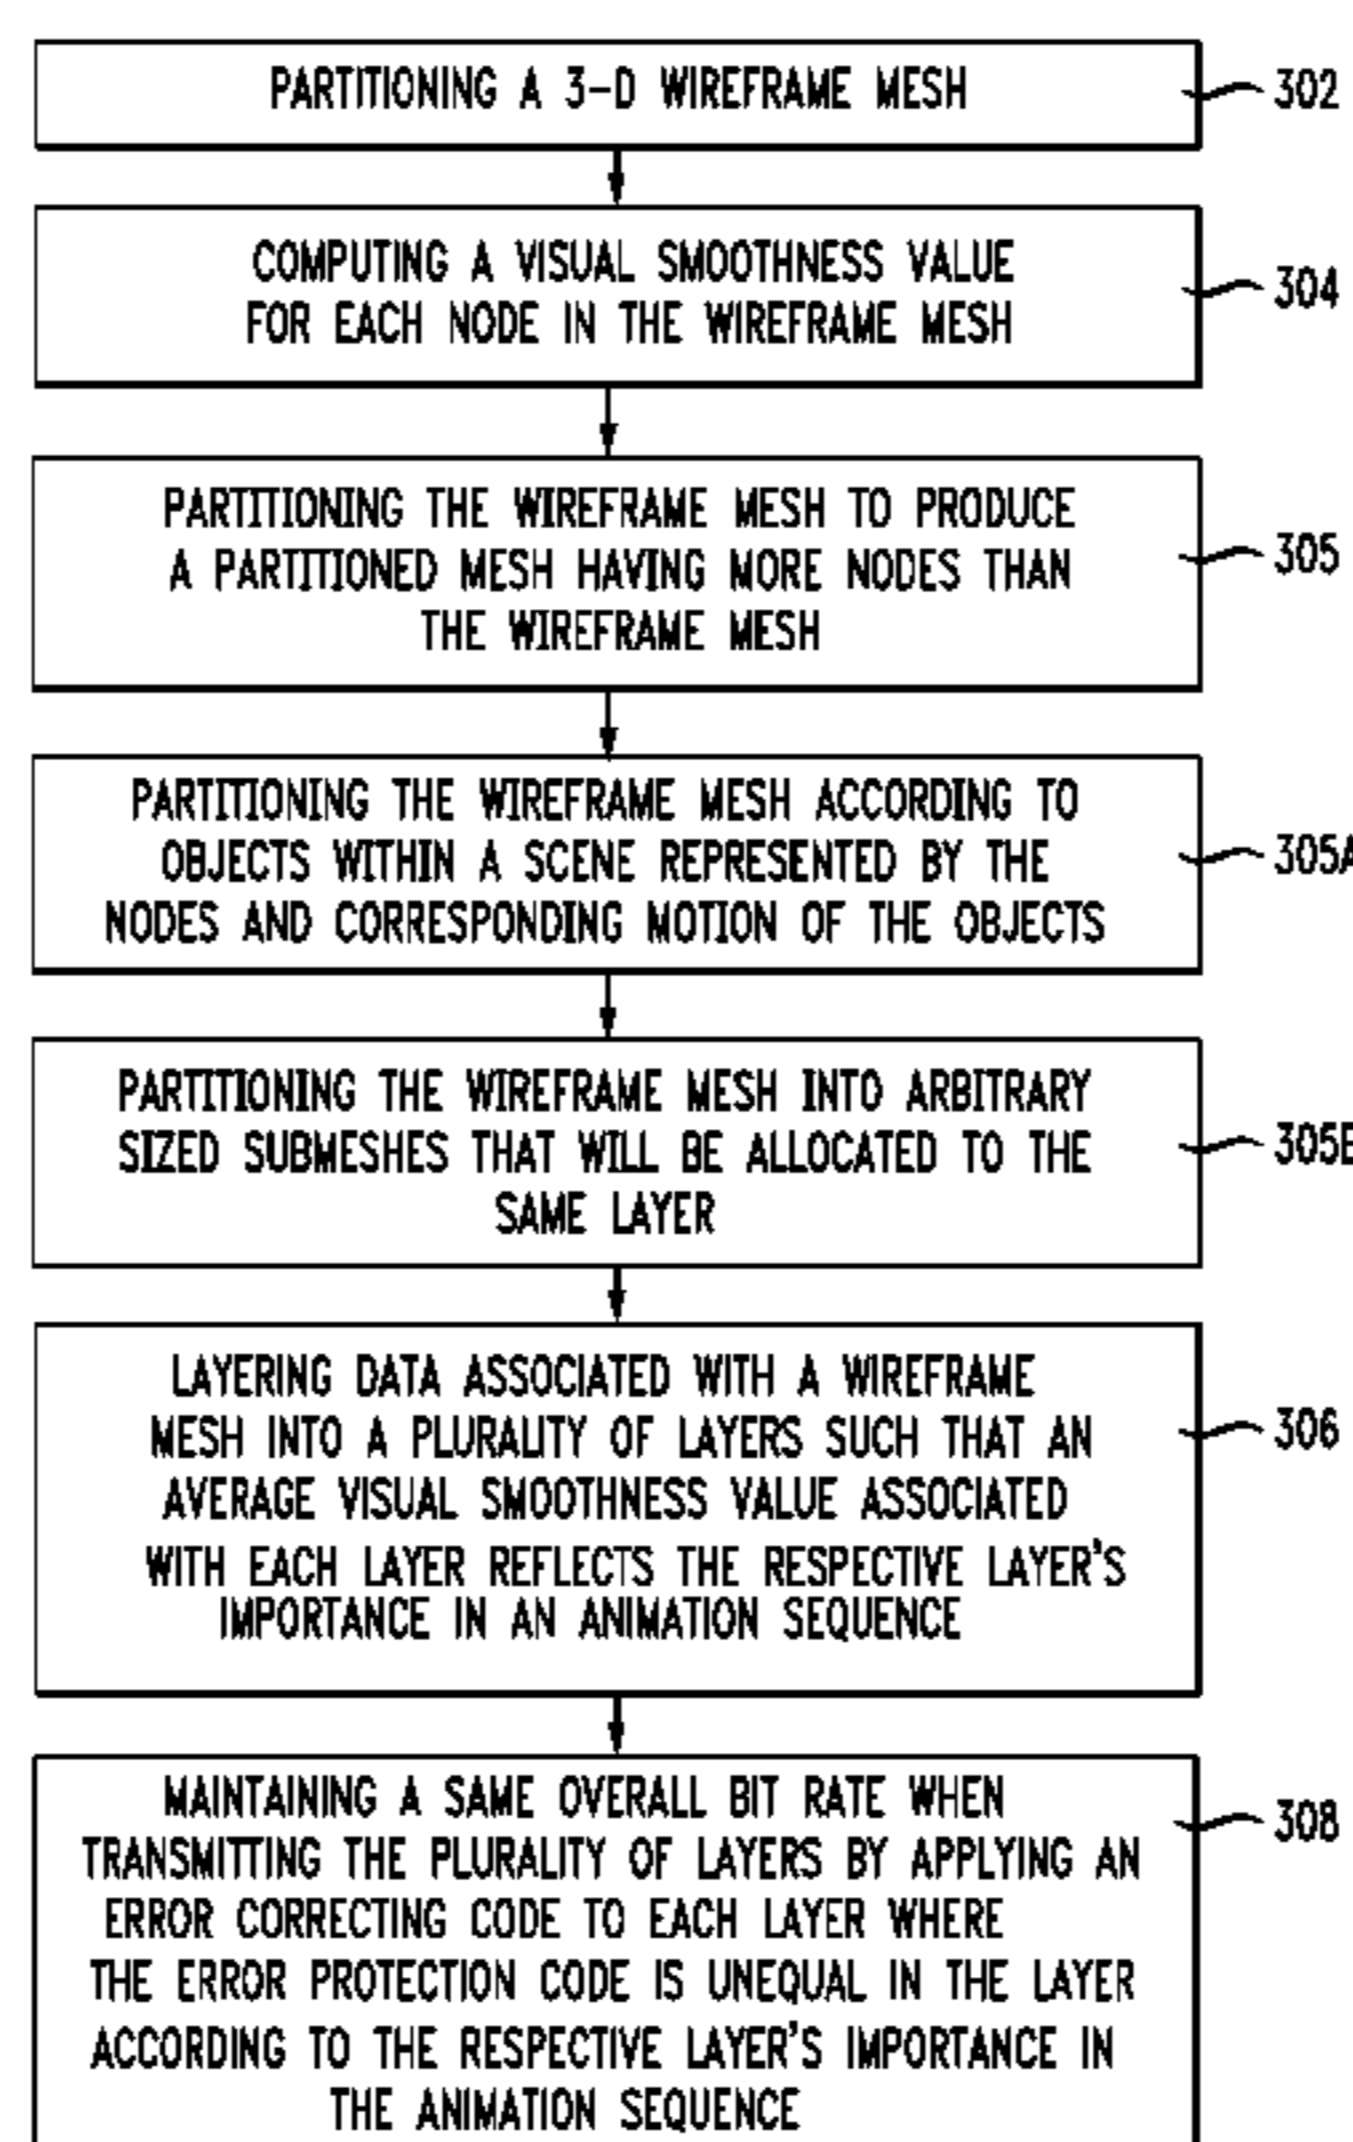 PARTITIONING A 3-D WIREFRAME MESH
302
COMPUTING A VISUAL SMOOTHNESS VALUE
FOR EACH NODE IN THE WIREFRAME MESH
304
PARTITIONING THE WIREFRAME MESH TO PRODUCE
A PARTITIONED MESH HAVING MORE NODES THAN
THE WIREFRAME MESH
305
PARTITIONING THE WIREFRAME MESH ACCORDING TO
OBJECTS WITHIN A SCENE REPRESENTED BY THE
NODES AND CORRESPONDING MOTION OF THE OBJECTS
305A
PARTITIONING THE WIREFRAME MESH INTO ARBITRARY
SIZED SUBMESHES THAT WILL BE ALLOCATED TO THE
SAME LAYER
305B
LAYERING DATA ASSOCIATED WITH A WIREFRAME
MESH INTO A PLURALITY OF LAYERS SUCH THAT AN
AVERAGE VISUAL SMOOTHNESS VALUE ASSOCIATED
WITH EACH LAYER REFLECTS THE RESPECTIVE LAYER'S
IMPORTANCE IN AN ANIMATION SEQUENCE
306
MAINTAINING A SAME OVERALL BIT RATE WHEN
TRANSMITTING THE PLURALITY OF LAYERS BY APPLYING AN
ERROR CORRECTING CODE TO EACH LAYER WHERE
THE ERROR PROTECTION CODE IS UNEQUAL IN THE LAYER
ACCORDING TO THE RESPECTIVE LAYER'S IMPORTANCE IN
THE ANIMATION SEQUENCE
308